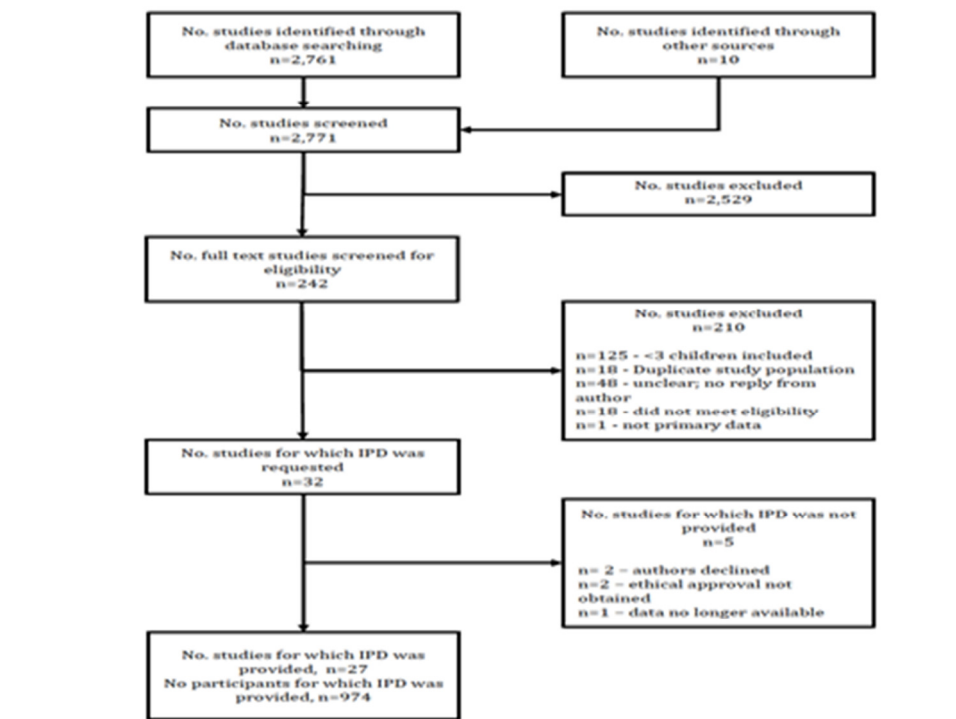 No. studies identified through
database searching
n=2,761
No. studies identified through
other sources
n=10
No. studies screened
n=2,771
No. studies excluded
n=2,529
No. full text studies screened for
eligibility
n=242
No. studies excluded
n=210
n=125 - <3 children included
n=18 - Duplicate study population
n=48 - unclear; no reply from
author
n=18 - did not meet eligibility
n=1 - not primary data
No. studies for which IPD was
requested
n=32
No. studies for which IPD was not
provided
n=5
n= 2 – authors declined
n=2 – ethical approval not
obtained
n=1 – data no longer available
No. studies for which IPD was
provided, n=27
No participants for which IPD was
provided, n=974